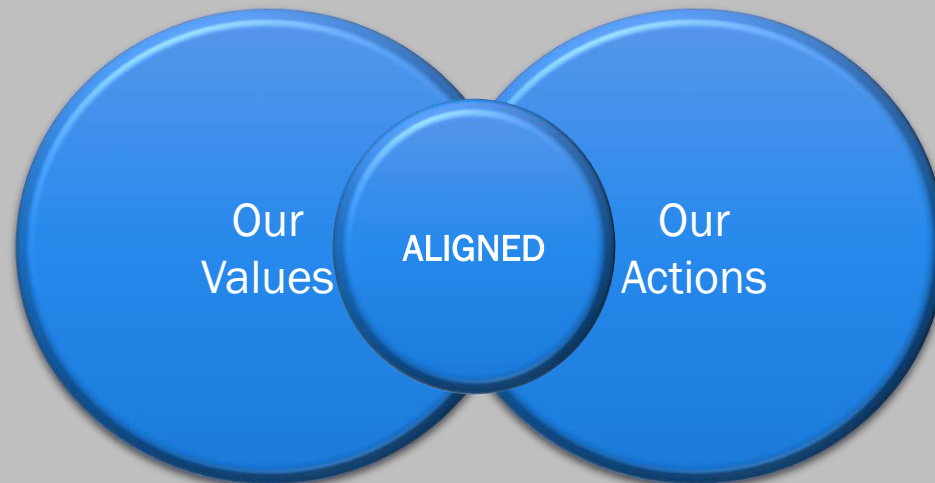 Our
Values
ALIGNED
Our
Actions